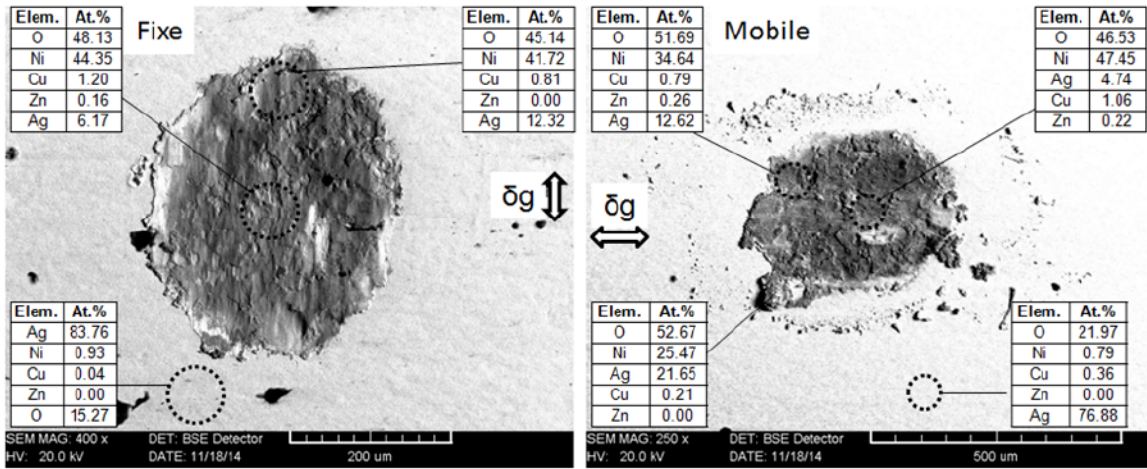 Elem. At.%
O 48.13
Ni 44.35
Cu 1.20
Zn 0.16
Ag 6.17
Fixe
Elem. At.%
O 45.14
Ni 41.72
Cu 0.81
Zn 0.00
Ag 12.32
δg
Elem. At.%
Ag 83.76
Ni 0.93
Cu 0.04
Zn 0.00
O 15.27
SEM MAG: 400 x DET: BSE Detector
HV: 20.0 kV DATE: 11/18/14 200 um
Elem. At.%
O 51.69
Ni 34.64
Cu 0.79
Zn 0.26
Ag 12.62
Mobile
Elem. At.%
O 46.53
Ni 47.45
Ag 4.74
Cu 1.06
Zn 0.22
δg
Elem. At.%
O 52.67
Ni 25.47
Ag 21.65
Cu 0.21
Zn 0.00
Elem. At.%
O 21.97
Ni 0.79
Cu 0.36
Zn 0.00
Ag 76.88
SEM MAG: 250 x DET: BSE Detector
HV: 20.0 kV DATE: 11/18/14 500 um